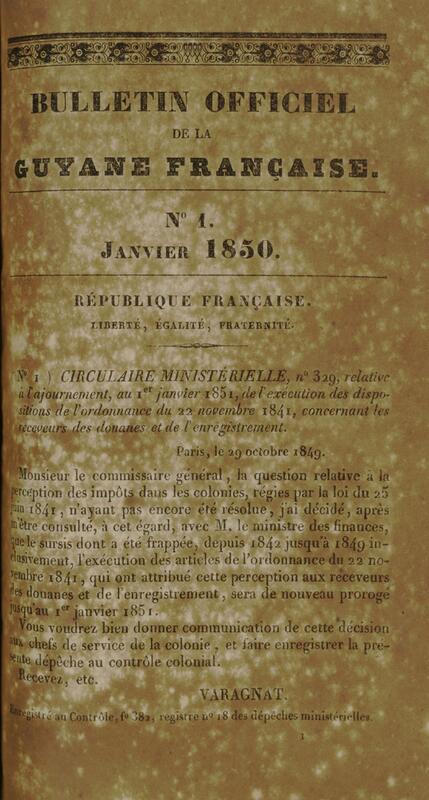 BULLETIN OFFICIEL
DE LA
GUYANE FRANÇAISE.
N° 1.
JANVIER 1850.
RÉPUBLIQUE FRANÇAISE.
LIBERTÉ, ÉGALITÉ, FRATERNITÉ.
N° 1 ) CIRCULAIRE MINISTÉRIELLE, n° 329, relative
à l'ajournement, au 1er janvier 1851, de l'exécution des dispo-
sitions de l'ordonnance du 22 novembre 1841, concernant les
receveurs des douanes et de l'enregistrement.
Paris, le 29 octobre 1849.
Monsieur le commissaire général, la question relative à la
perception des impôts dans les colonies, régies par la loi du 25
juin 1841, n'ayant pas encore été résolue, j'ai décidé, après
m'être consulté, à cet égard, avec M. le ministre des finances,
que le sursis dont a été frappée, depuis 1842 jusqu'à 1849 in-
clusivement, l'exécution des articles de l'ordonnance du 22 no-
vembre 1841, qui ont attribué cette perception aux receveurs
des douanes et de l'enregistrement, sera de nouveau prorogé
jusqu'au 1er janvier 1851.
Vous voudrez bien donner communication de cette décision
aux chefs de service de la colonie, et faire enregistrer la pré-
sente dépêche au contrôle colonial.
Recevez, etc.
VARAGNAT.
Enregistré au Contrôle, f° 382, registre n° 18 des dépêches ministérielles.
1